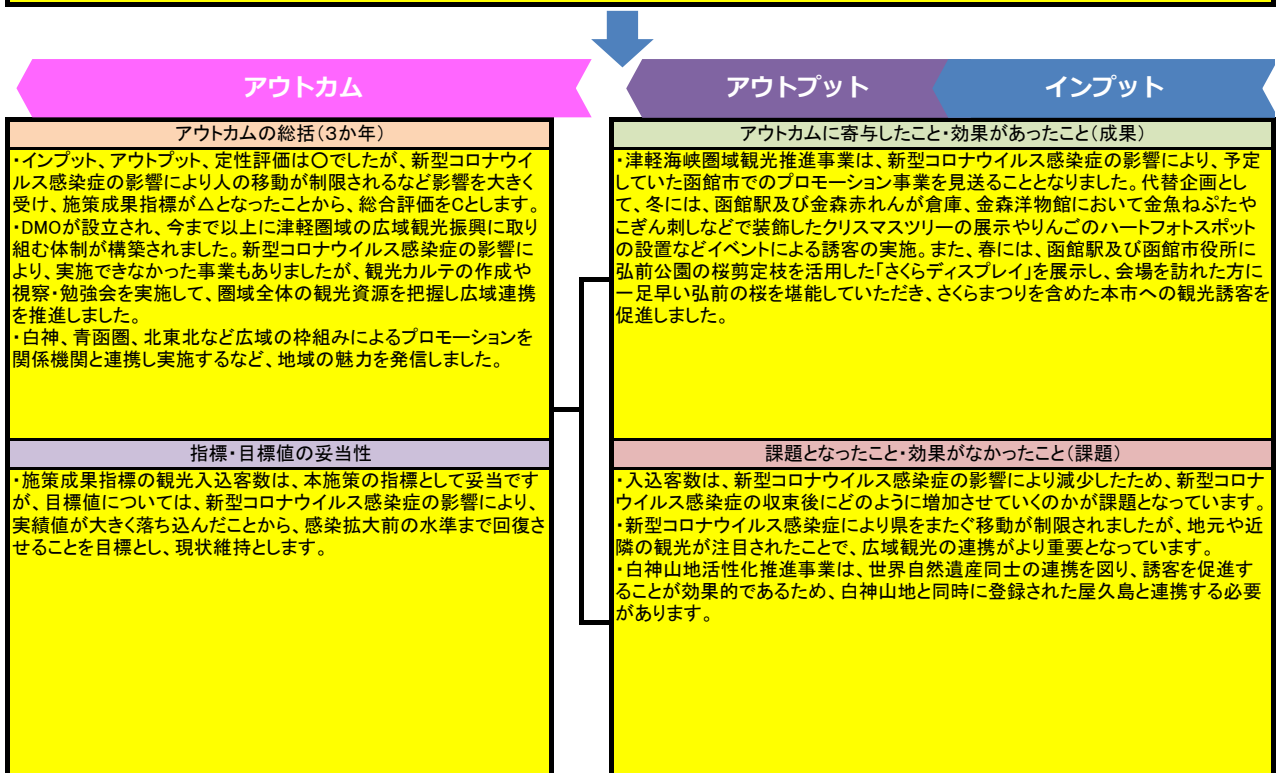 アウトカム
アウトカムの総括(3か年)
・インプット、アウトプット、定性評価は〇でしたが、新型コロナウイ
ルス感染症の影響により人の移動が制限されるなど影響を大きく
受け、施策成果指標が△となったことから、総合評価をCとします。
・DMOが設立され、今まで以上に津軽圏域の広域観光振興に取り
組む体制が構築されました。新型コロナウイルス感染症の影響に
より、実施できなかった事業もありましたが、観光カルテの作成や
視察・勉強会を実施して、圏域全体の観光資源を把握し広域連携
を推進しました。
・白神、青函圏、北東北など広域の枠組みによるプロモーションを
関係機関と連携し実施するなど、地域の魅力を発信しました。
指標・目標値の妥当性
・施策成果指標の観光入込客数は、本施策の指標として妥当です
が、目標値については、新型コロナウイルス感染症の影響により、
実績値が大きく落ち込んだことから、感染拡大前の水準まで回復さ
せることを目標とし、現状維持とします。
アウトプット
インプット
アウトカムに寄与したこと・効果があったこと(成果)
・津軽海峡圏域観光推進事業は、新型コロナウイルス感染症の影響により、予定
していた函館市でのプロモーション事業を見送ることとなりました。代替企画とし
て、冬には、函館駅及び金森赤れんが倉庫、金森洋物館において金魚ねぷたや
こぎん刺しなどで装飾したクリスマスツリーの展示やりんごのハートフォトスポット
の設置などイベントによる誘客の実施。また、春には、函館駅及び函館市役所に
弘前公園の桜剪定枝を活用した「さくらディスプレイ」を展示し、会場を訪れた方に
一足早い弘前の桜を堪能していただき、さくらまつりを含めた本市への観光誘客を
促進しました。
課題となったこと・効果がなかったこと(課題)
・入込客数は、新型コロナウイルス感染症の影響により減少したため、新型コロナ
ウイルス感染症の収束後にどのように増加させていくのかが課題となっています。
・新型コロナウイルス感染症により県をまたぐ移動が制限されましたが、地元や近
隣の観光が注目されたことで、広域観光の連携がより重要となっています。
・白神山地活性化推進事業は、世界自然遺産同士の連携を図り、誘客を促進す
ることが効果的であるため、白神山地と同時に登録された屋久島と連携する必要
があります。